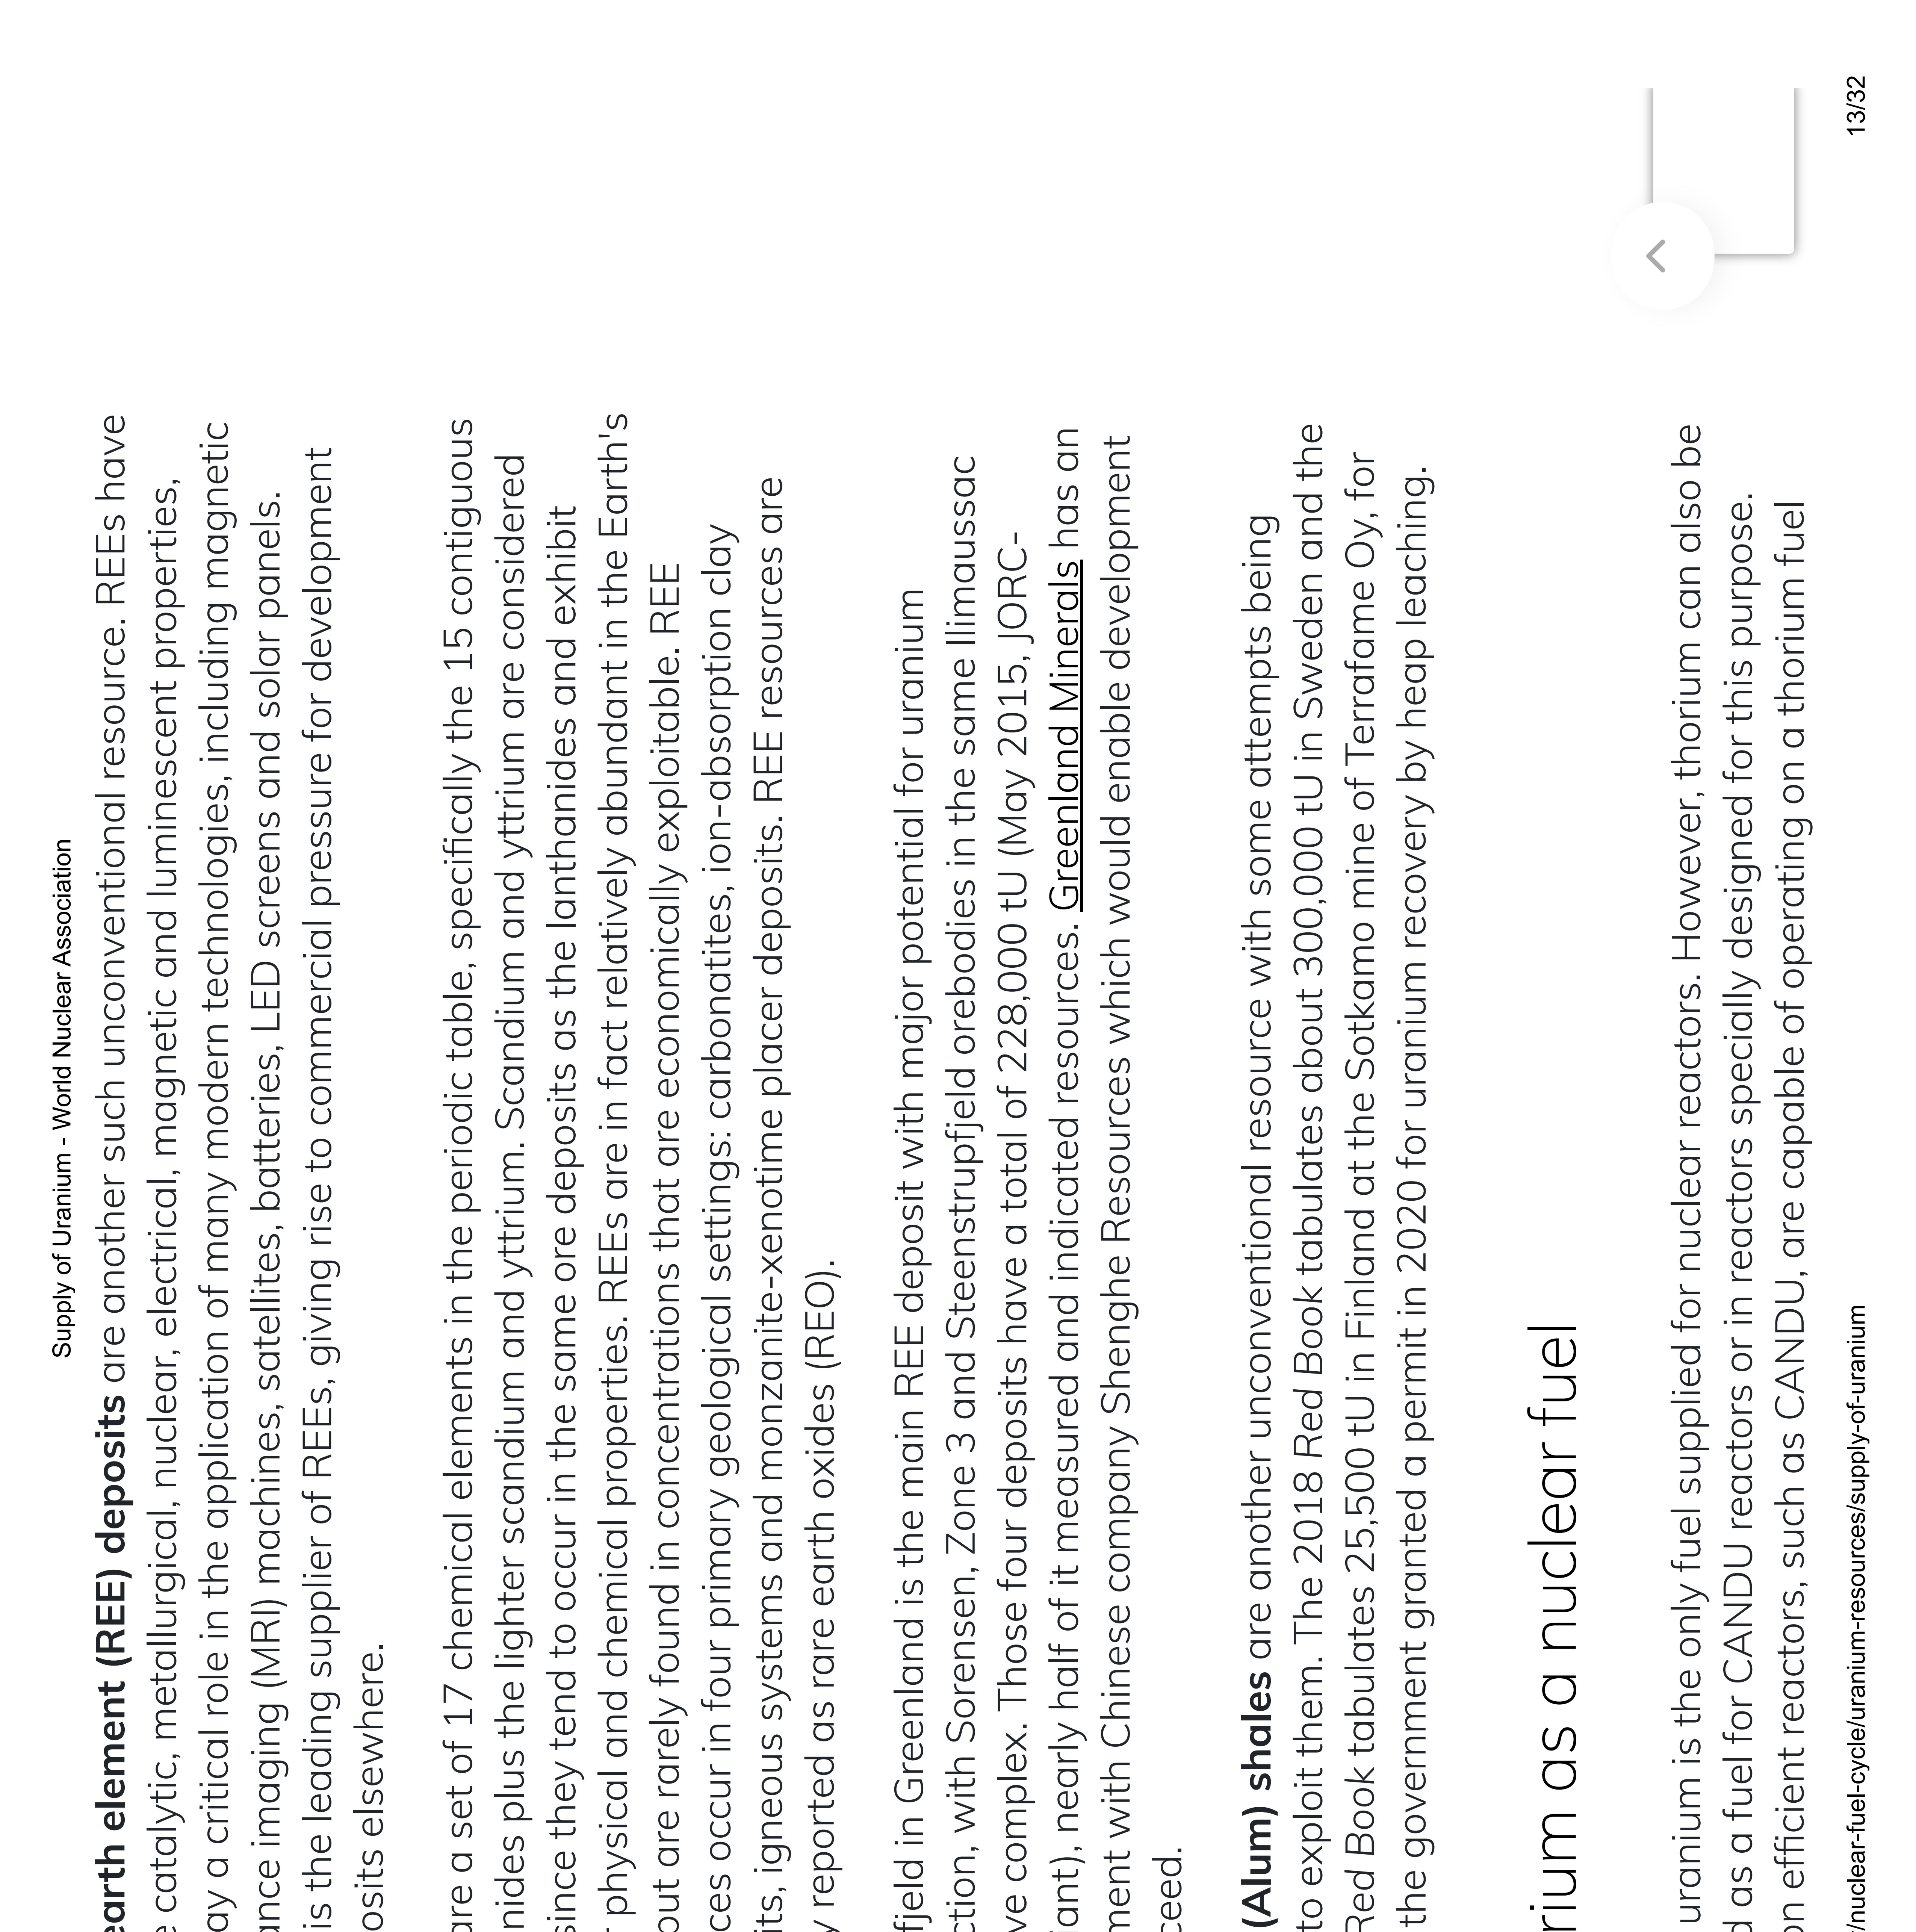 Supply of Uranium - World Nuclear Association
earth element (REE) deposits are another such unconventional resource. REEs have
catalytic, metallurgical, nuclear, electrical, magnetic and luminescent properties,
a critical role in the application of many modern technologies, including magnetic
imaging (MRI) machines, satellites, batteries, LED screens and solar panels.
is the leading supplier of REEs, giving rise to commercial pressure for development
elsewhere.
are a set of 17 chemical elements in the periodic table, specifically the 15 contiguous
plus the lighter scandium and yttrium. Scandium and yttrium are considered
since they tend to occur in the same ore deposits as the lanthanides and exhibit
physical and chemical properties. REEs are in fact relatively abundant in the Earth's
but are rarely found in concentrations that are economically exploitable. REE
occur in four primary geological settings: carbonatites, ion-absorption clay
igneous systems and monzanite-xenotime placer deposits. REE resources are
reported as rare earth oxides (REO).
fjeld in Greenland is the main REE deposit with major potential for uranium
with Sorensen, Zone 3 and Steenstrupfjeld orebodies in the same Ilimaussac
complex. Those four deposits have a total of 228,000 tU (May 2015, JORC-
nearly half of it measured and indicated resources. Greenland Minerals has an
with Chinese company Shenghe Resources which would enable development
(Alum) shales are another unconventional resource with some attempts being
to exploit them. The 2018 Red Book tabulates about 300,000 tU in Sweden and the
Red Book tabulates 25,500 tU in Finland at the Sotkamo mine of Terrafame Oy, for
the government granted a permit in 2020 for uranium recovery by heap leaching.
rium as a nuclear fuel
uranium is the only fuel supplied for nuclear reactors. However, thorium can also be
as a fuel for CANDU reactors or in reactors specially designed for this purpose.
efficient reactors, such as CANDU, are capable of operating on a thorium fuel
/nuclear-fuel-cycle/uranium-resources/supply-of-uranium
13/32